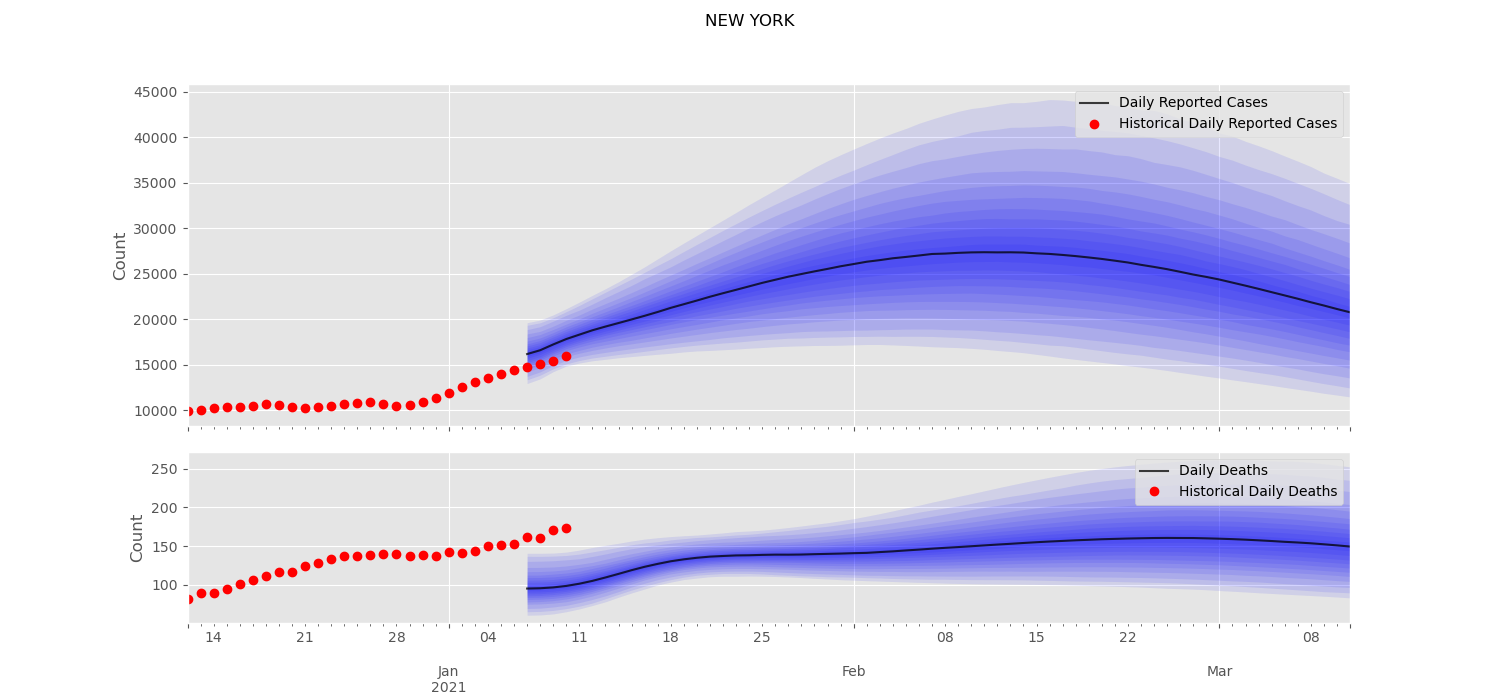 NEW YORK
45000
40000
35000
30000
25000
20000
15000
10000
Count
Daily Reported Cases
Historical Daily Reported Cases
250
200
150
100
Count
Daily Deaths
Historical Daily Deaths
14 21 28 04 11 18 25 08 15 22 08
Jan Feb Mar
2021